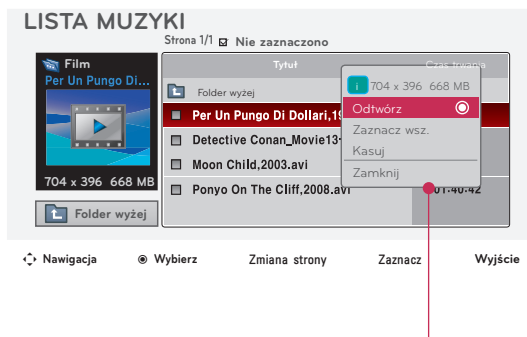 LISTA MUZYKI
Strona 1/1 Nie zaznaczono
Film
Per Un Pungo Di...
704 x 396 668 MB
Folder wyżej
Tytuł Czas trwania
Folder wyżej
Per Un Pungo Di Dollari,19
Detective Conan_Movie13-
Moon Child,2003.avi
Ponyo On The Cliff,2008.avi 01:40:42
i 704 x 396 668 MB
Odtwórz
Zaznacz wsz.
Kasuj
Zamknij
Nawigacja Wybierz Zmiana strony Zaznacz Wyjście